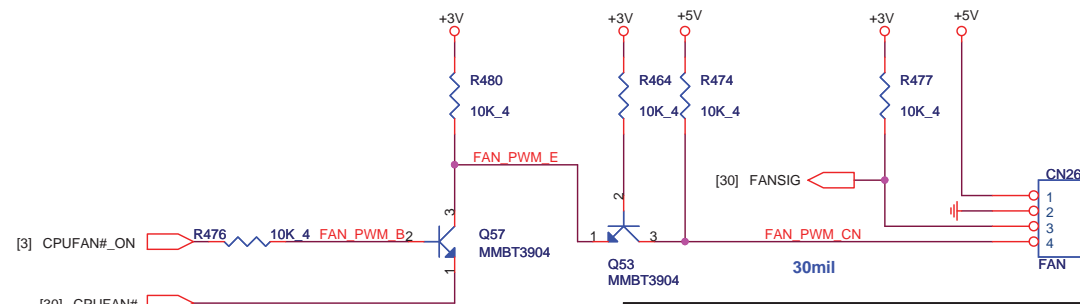 +3V
+3V
+5V
+3V
+5V
R480
10K_4
R464
10K_4
R474
10K_4
R477
10K_4
FAN_PWM_E
[30] FANSIG
CN26
1
2
3
4
FAN
3
2
[3] CPUFAN#_ON
R476
10K_4
FAN_PWM_B
2
Q57
MMBT3904
1
1
3
FAN_PWM_CN
Q53
MMBT3904
30mil
[30] CPUFAN#